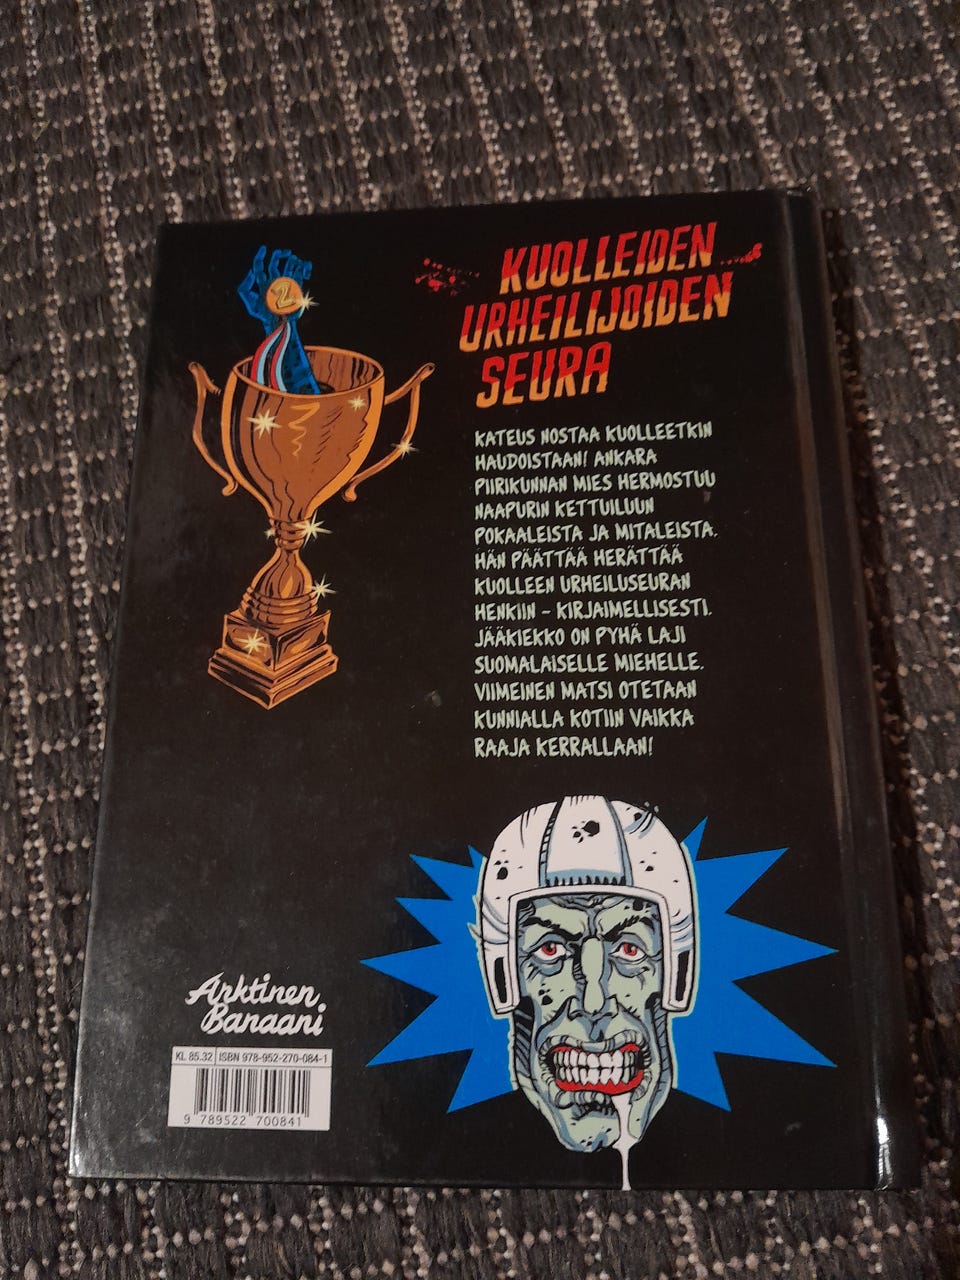 2.
KUOLLEIDEN
URHEILIJOIDEN
SEURA
KATEUS NOSTAA KUOLLEETKIN
HAUDOISTAAN! ANKARA
PIIRIKUNNAN MIES HERMOSTUU
NAAPURIN KETTUILUUN
POKAALEISTA JA MITALEISTA.
HÄN PÄÄTTÄÄ HERÄTTÄÄ
KUOLLEEN URHEILUSEURAN
HENKIIN – KIRJAIMELLISESTI.
JÄÄKIEKKO ON PYHÄ LAJI
SUOMALAISELLE MIEHELLE.
VIIMEINEN MATSI OTETAAN
KUNNIALLA KOTIIN VAIKKA
RAAJA KERRALLAAN!
Arktinen
Banaani
KL 85.32 ISBN 978-952-270-084-1
9 789522 700841